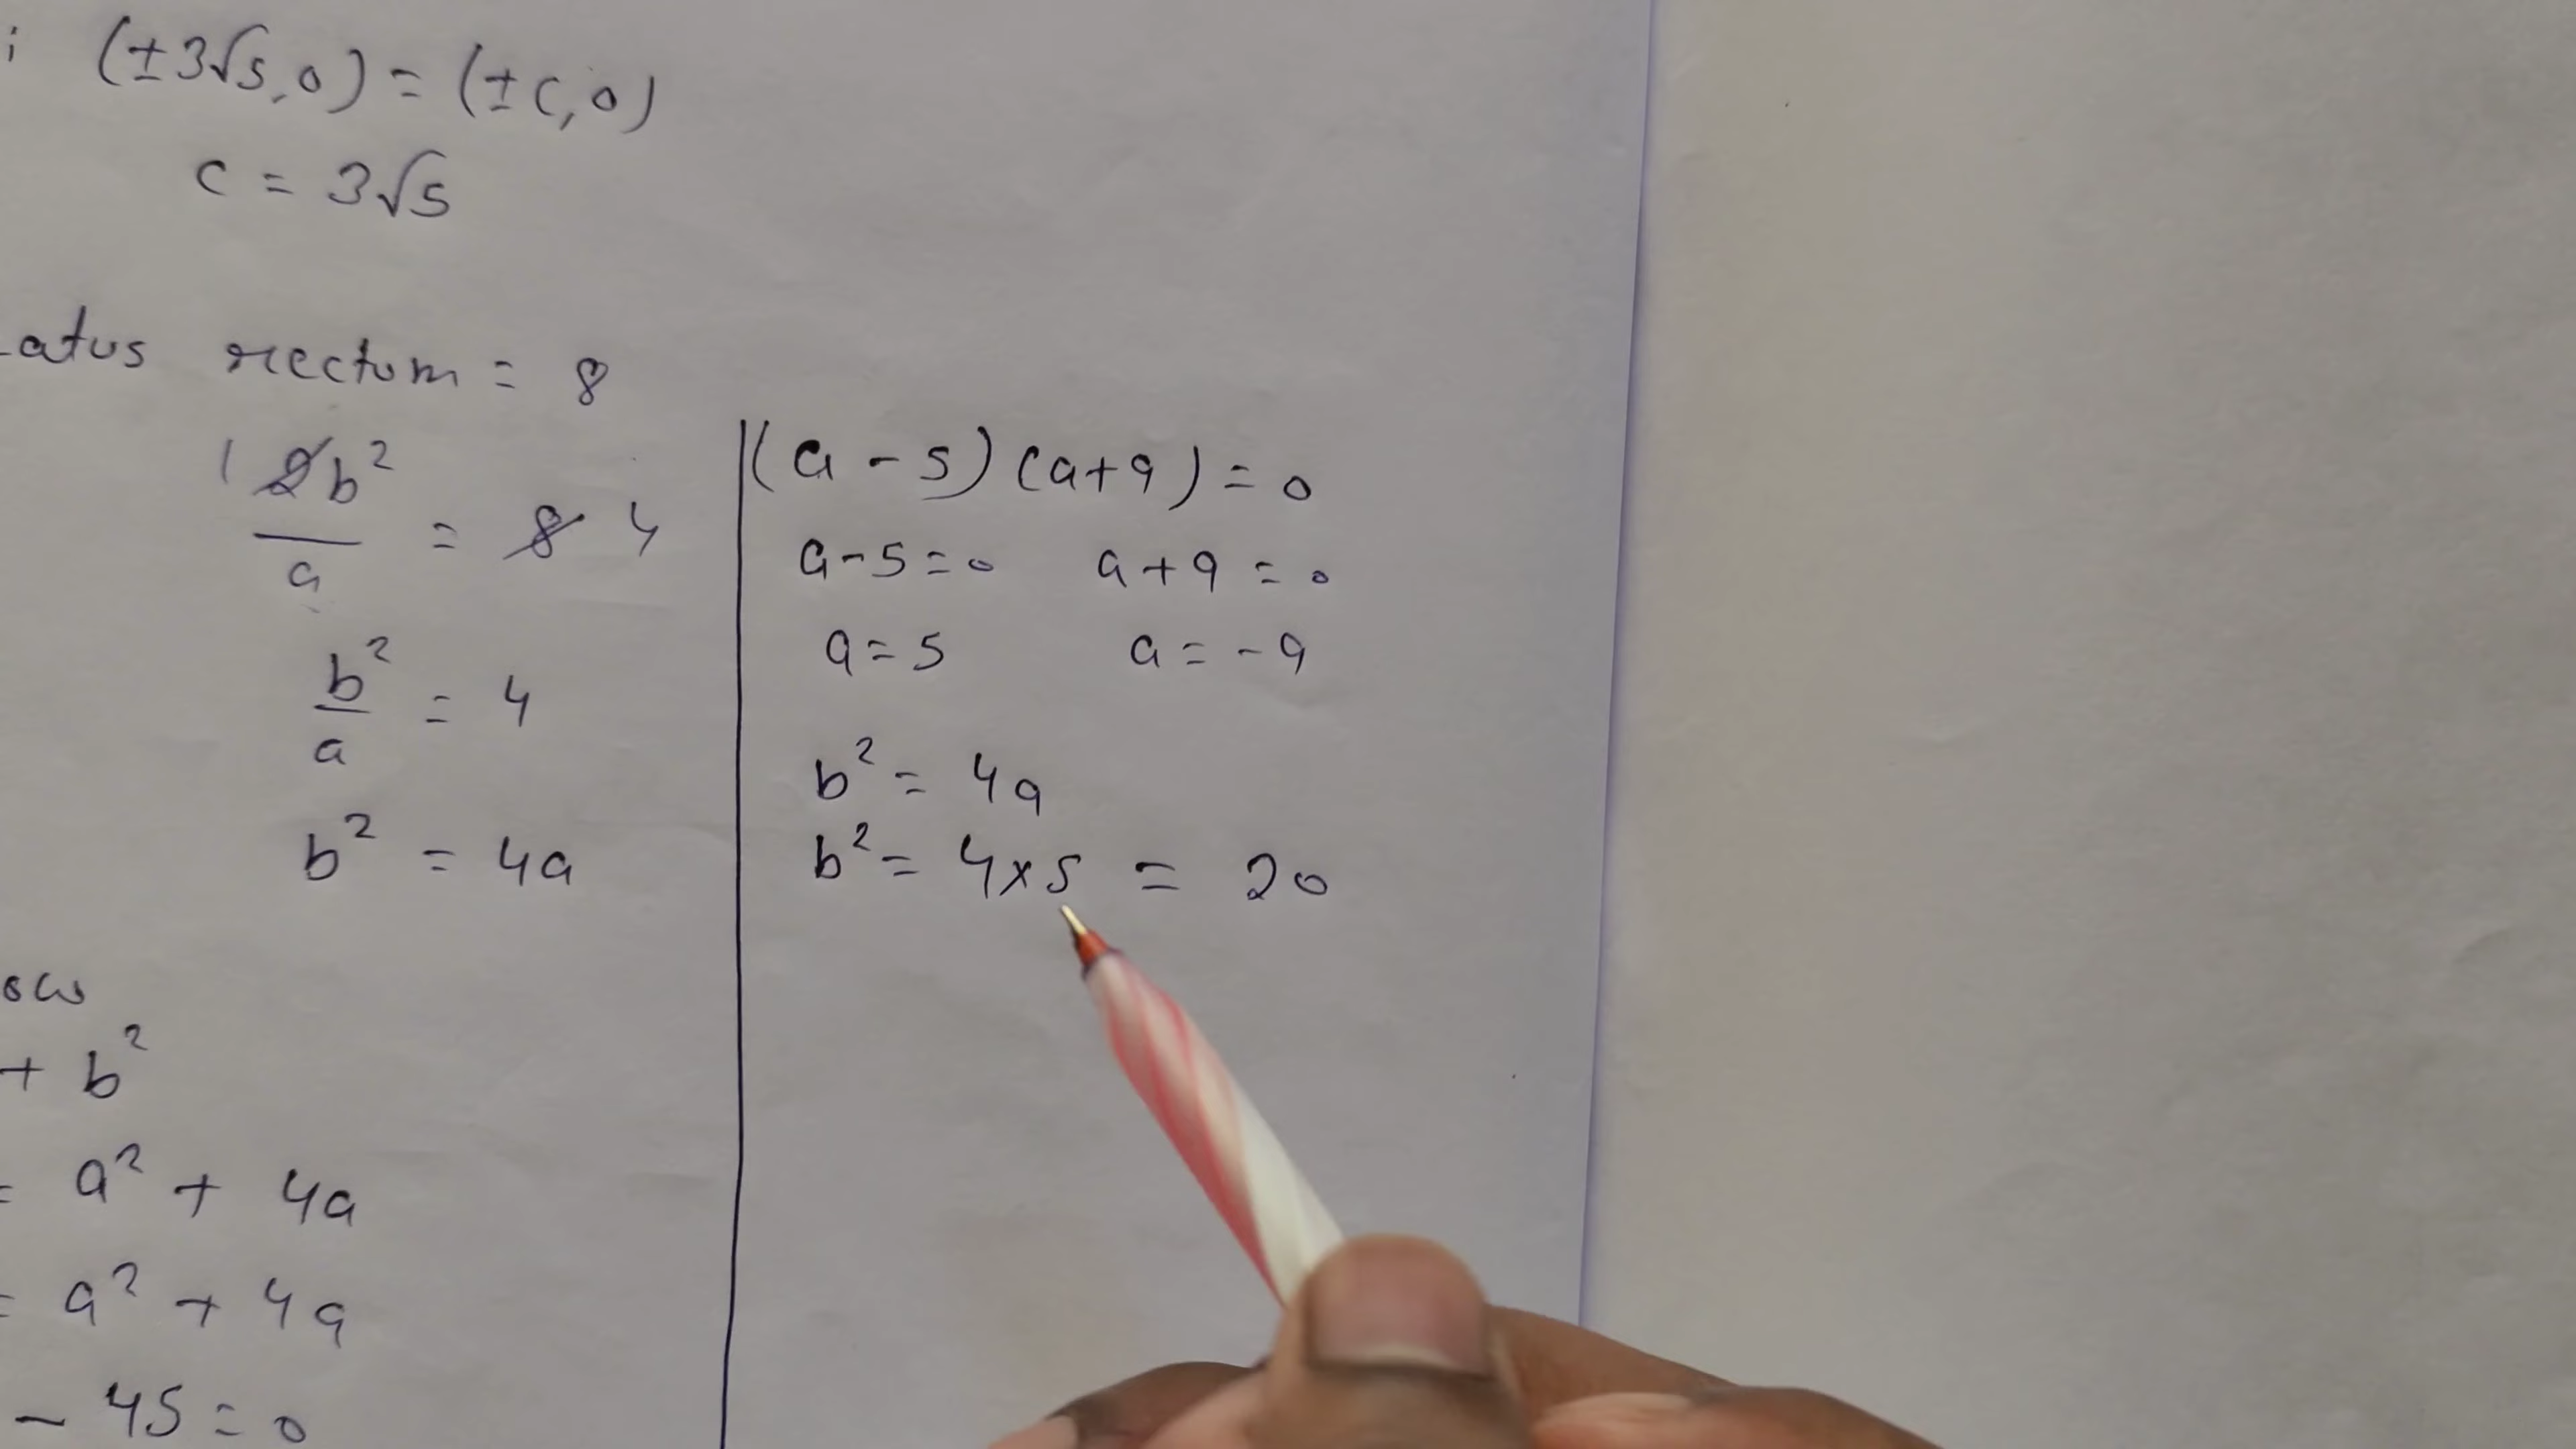 i (±3√5,0) = (±c,0)
c = 3√5
atus rectum = 8
1 2b² / a = 8 4
b² / a = 4
b² = 4a
ow
+ b²
= a² + 4a
= a² + 4a
- 45 = 0
(a - 5) (a+9) = 0
a - 5 = 0 a + 9 = 0
a = 5 a = -9
b² = 4a
b² = 4×5 = 20